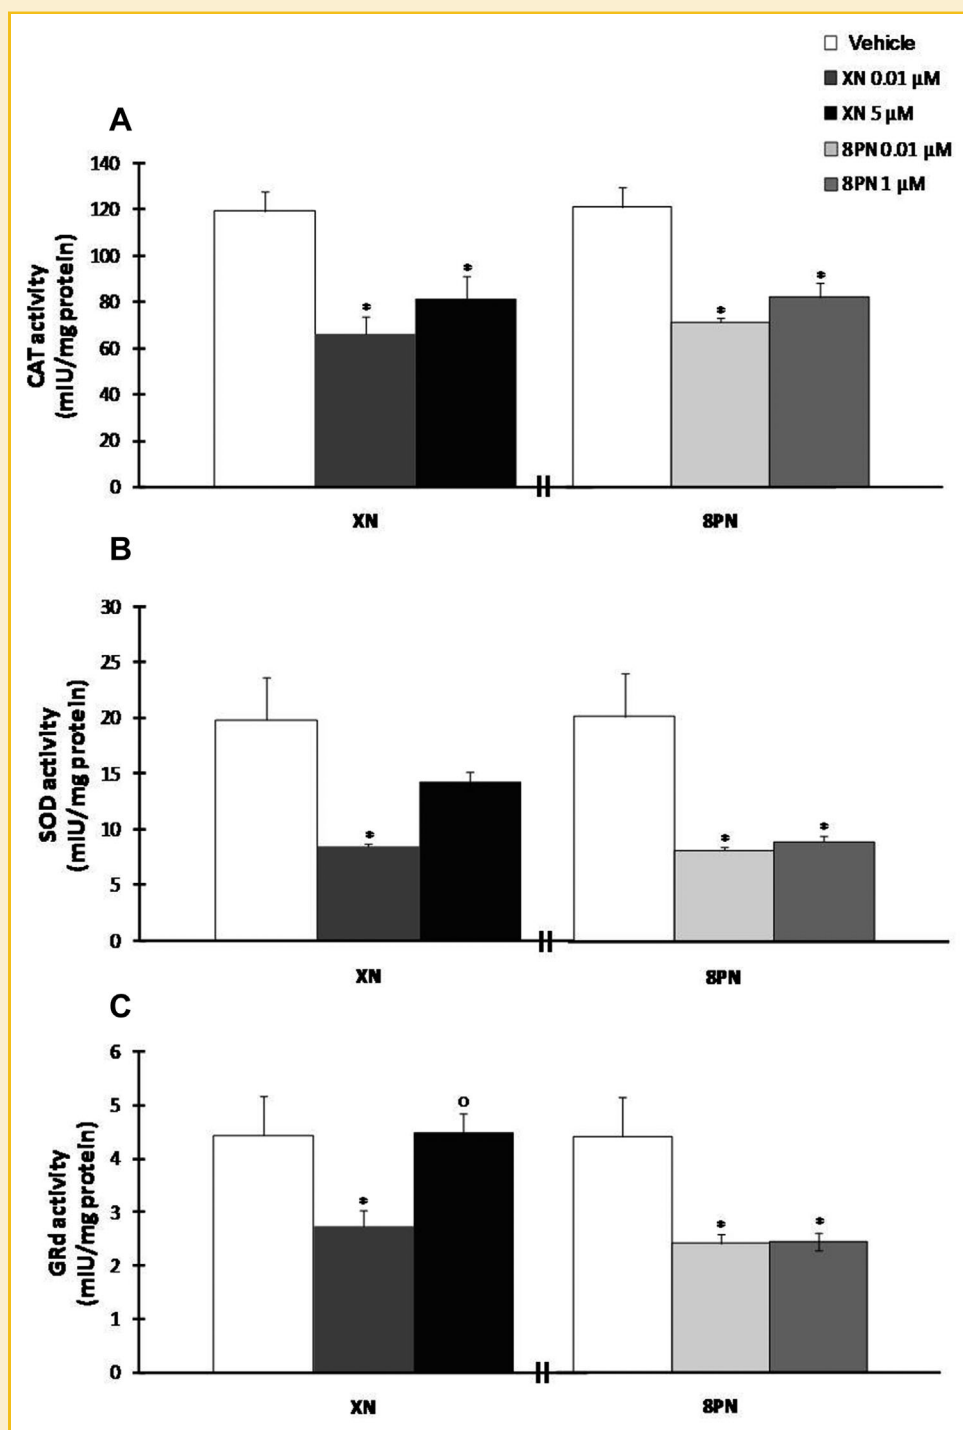 Vehicle
XN 0.01 µM
XN 5 µM
8PN 0.01 µM
8PN 1 µM
A
CAT activity
(mIU/mg protein)
140
120
100
80
60
40
20
0
*
*
*
*
XN
8PN
B
SOD activity
(mIU/mg protein)
30
25
20
15
10
5
0
*
*
*
XN
8PN
C
GRd activity
(mIU/mg protein)
6
5
4
3
2
1
0
*
o
*
*
XN
8PN